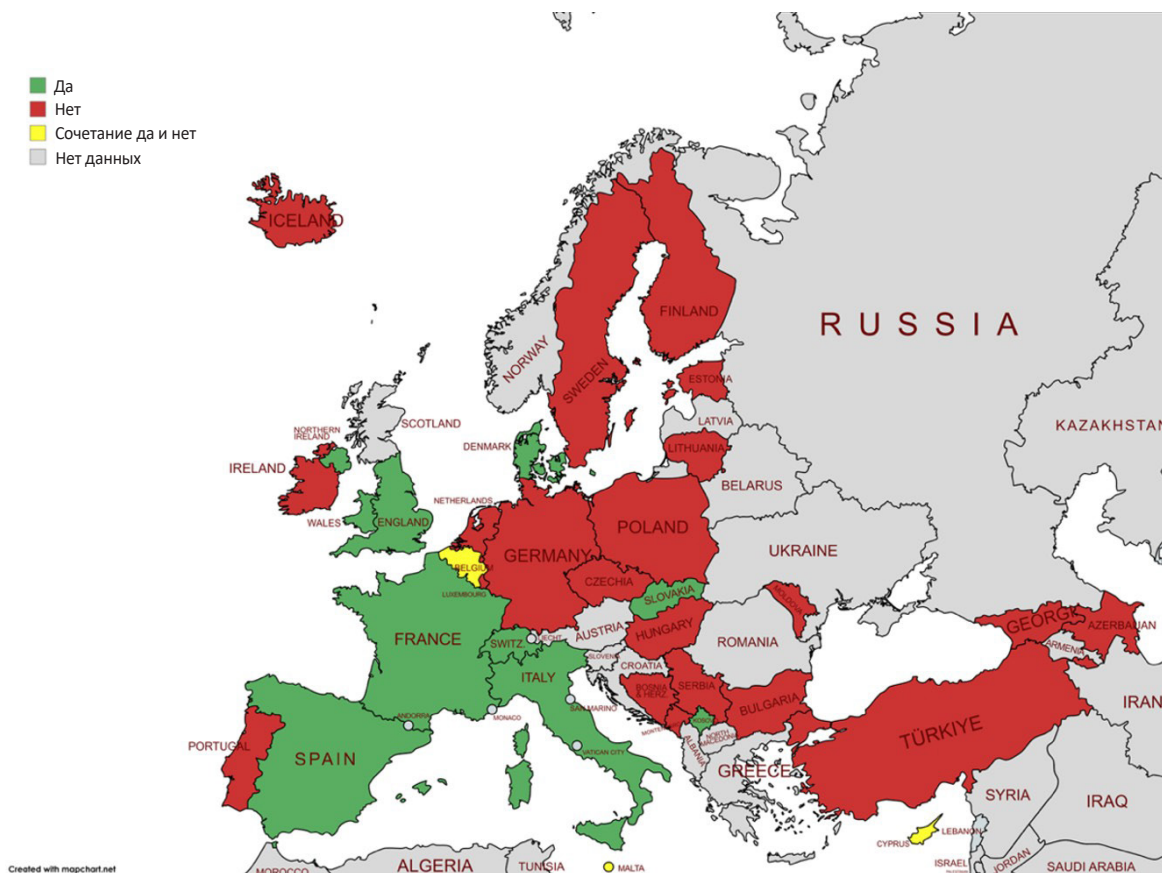 Да
Нет
Сочетание да и нет
Нет данных
ICELAND
RUSSIA
FINLAND
NORWAY
SWEDEN
ESTONIA
SCOTLAND
LATVIA
KAZAKHSTAN
NORTHERN
IRELAND
DENMARK
LITHUANIA
IRELAND
BELARUS
NETHERLANDS
WALES
ENGLAND
POLAND
UKRAINE
GERMANY
BELGIUM
CZECHIA
LUXEMBOURG
SLOVAKIA
MOLDOVA
FRANCE
SWITZ.
LIECHT.
AUSTRIA
HUNGARY
ROMANIA
GEORGI
AZERBAIJAN
ARMENIA
SLOVENIA
CROATIA
ITALY
BOSNIA
& HERZ.
SERBIA
BULGARIA
IRAN
SAN MARINO
MONACO
ANDORRA
MONTENEGRO
KOSOVO
NORTH
MACEDONIA
TÜRKIYE
PORTUGAL
SPAIN
VATICAN CITY
ALBANIA
GREECE
SYRIA
IRAQ
CYPRUS
LEBANON
ISRAEL
JORDAN
SAUDI ARABIA
MOROCCO
ALGERIA
TUNISIA
MALTA
Created with mapchart.net